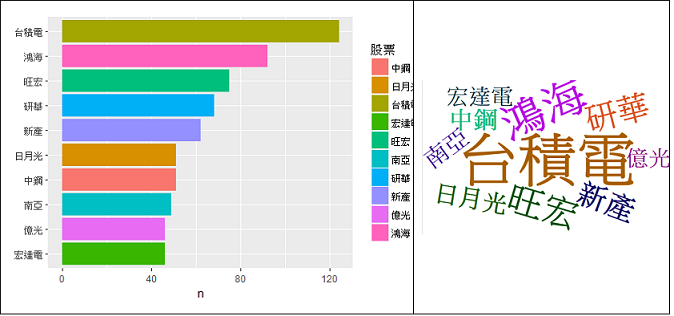 台積電
鴻海
旺宏
研華
新產
日月光
中鋼
南亞
億光
宏達電
0
40
80
120
n
股票
中鋼
日月光
台積電
宏達電
旺宏
南亞
研華
新產
億光
鴻海
宏達電
鴻海
研華
中鋼
南亞
台積電
億光
日月光
旺宏
新產